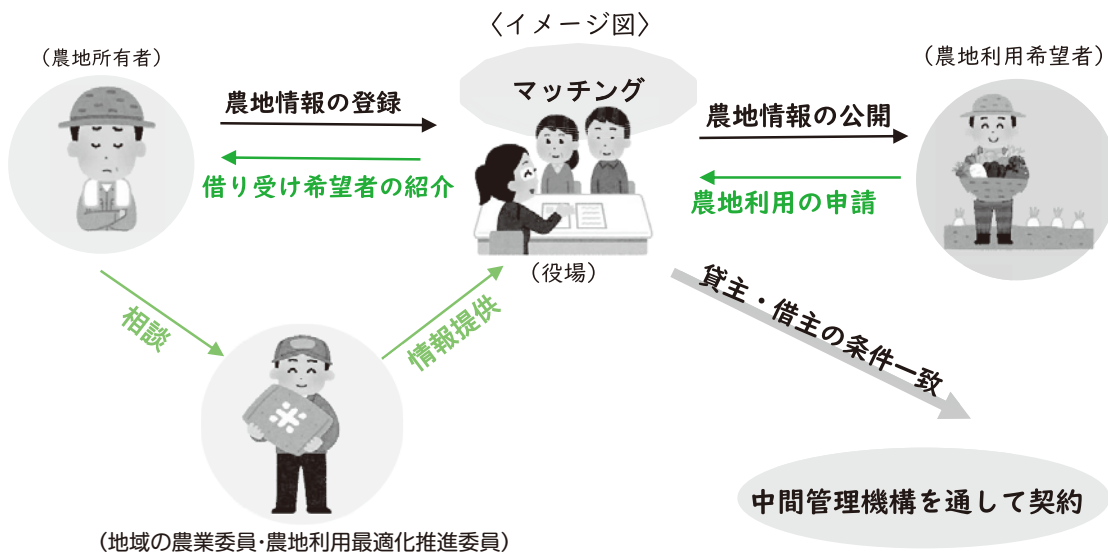 〈イメージ図〉
（農地所有者）
マッチング
（農地利用希望者）
農地情報の登録
農地情報の公開
借り受け希望者の紹介
農地利用の申請
（役場）
相談
情報提供
貸主・借主の条件一致
米
中間管理機構を通して契約
（地域の農業委員・農地利用最適化推進委員）